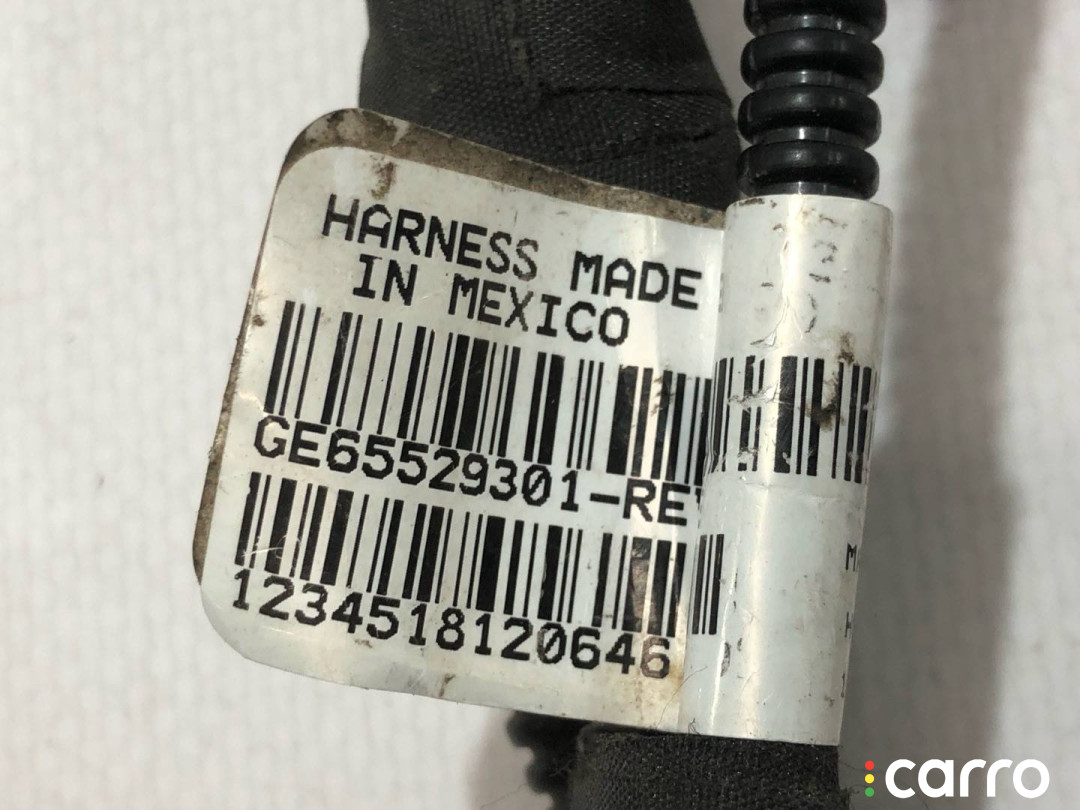 HARNESS MADE
IN MEXICO
GE65529301-RE
1234518120646
carro